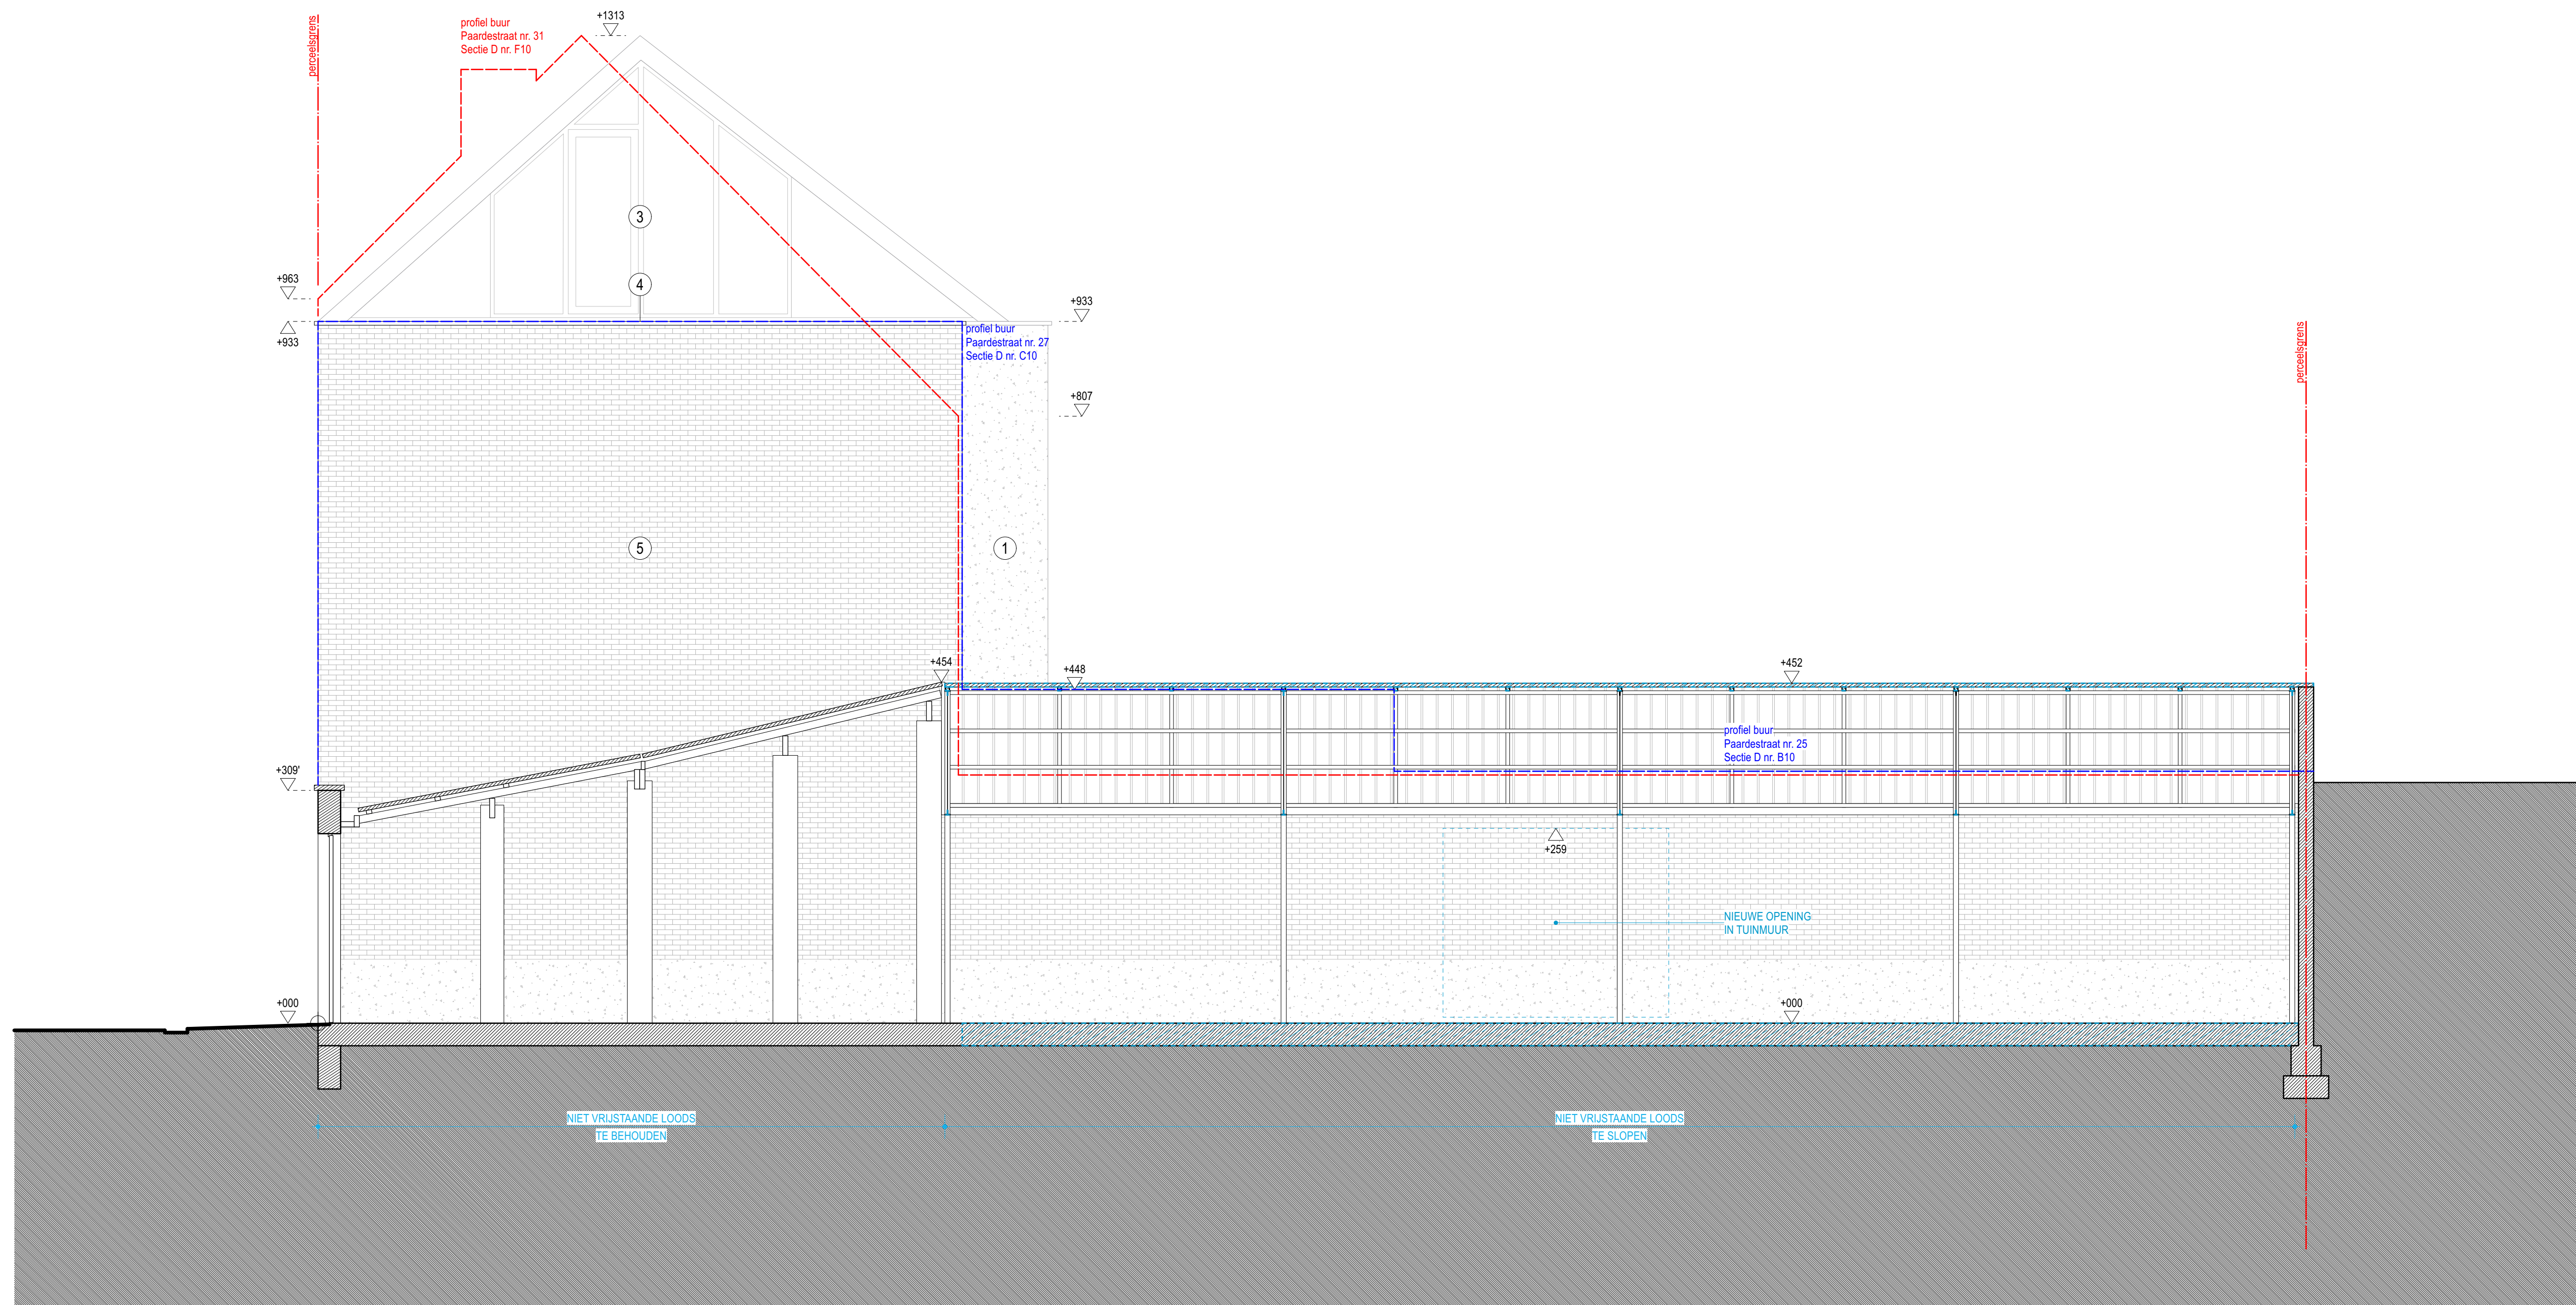 perceelsgrens
profiel buur
Paardestraat nr. 31
Sectie D nr. F10
+1313
3
4
+963
+933
+933
profiel buur
Paardestraat nr. 27
Sectie D nr. C10
perceelsgrens
+807
5
1
+454
+448
+452
profiel buur
Paardestraat nr. 25
Sectie D nr. B10
+309'
+259
NIEUWE OPENING
IN TUINMUUR
+000
+000
NIET VRIJSTAANDE LOODS
TE BEHOUDEN
NIET VRIJSTAANDE LOODS
TE SLOPEN